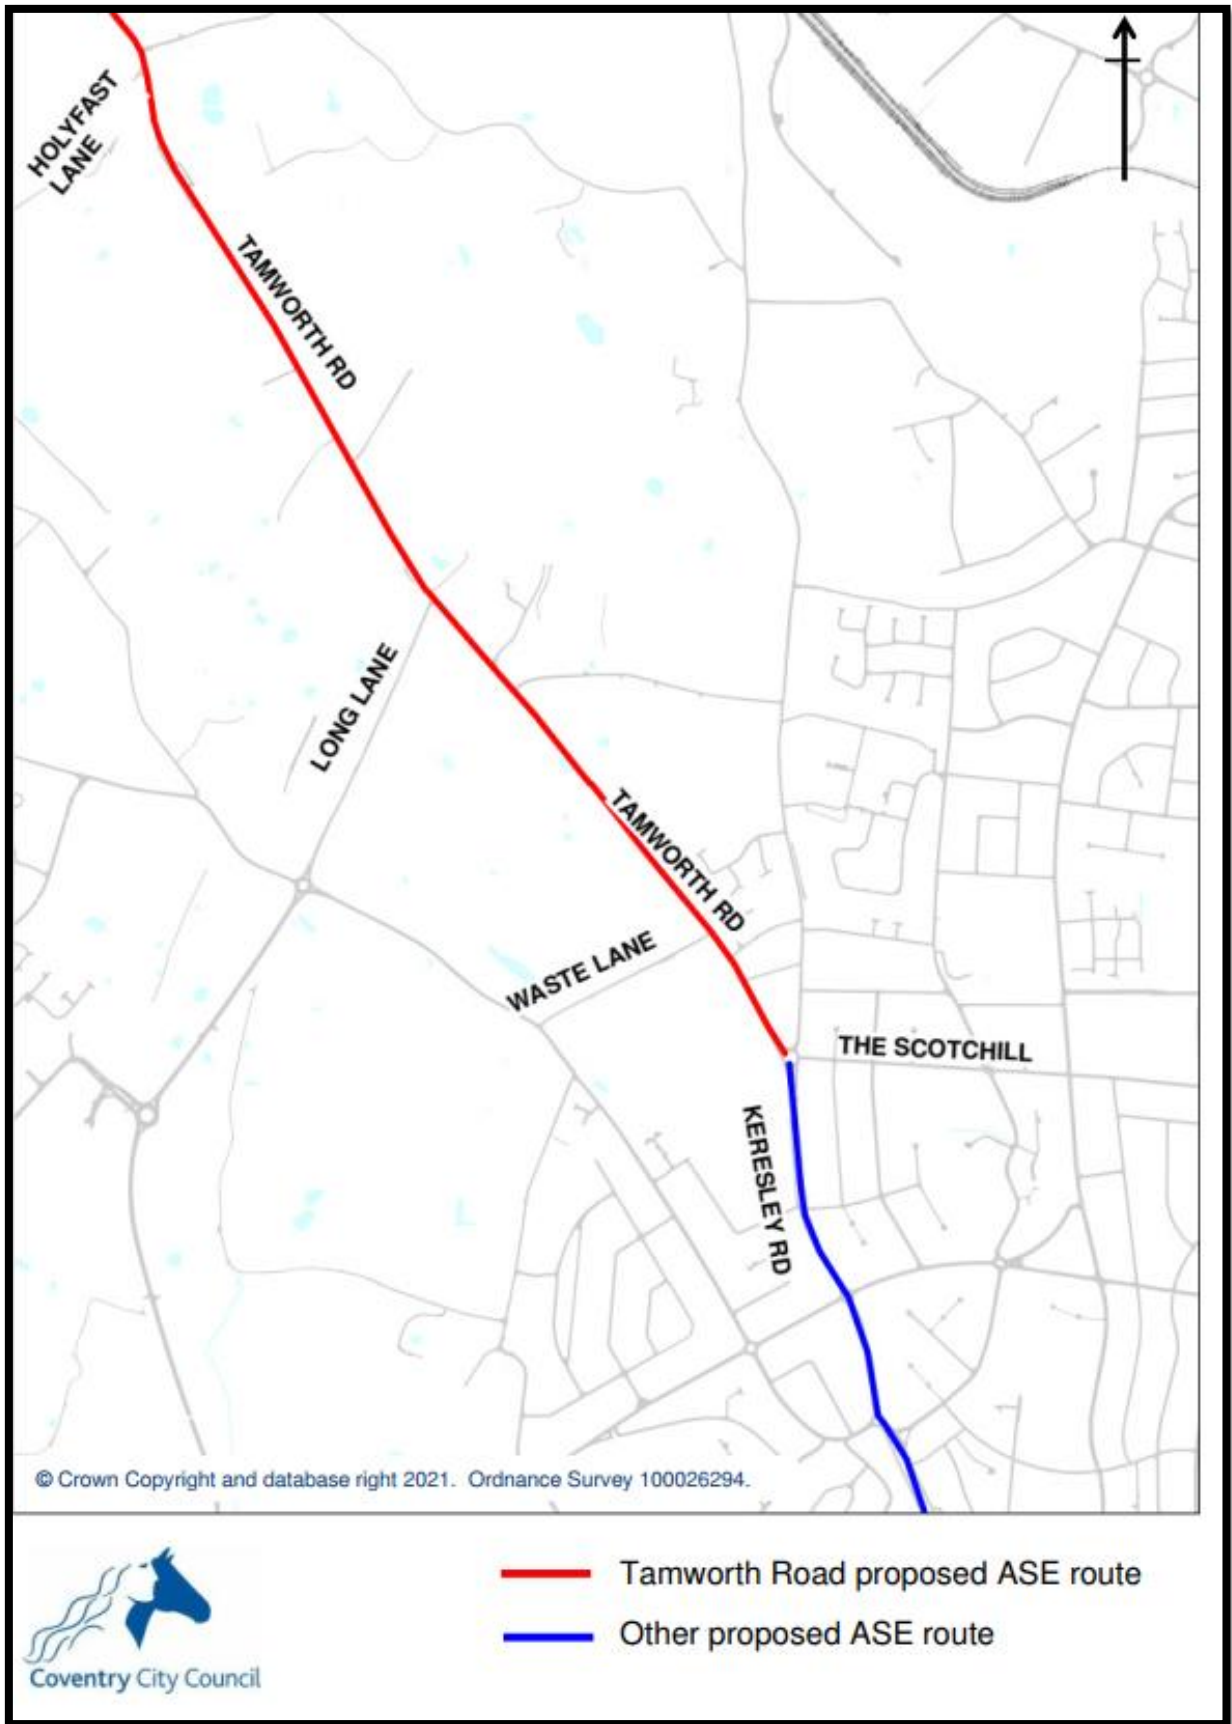 HOLYFAST
LANE
TAMWORTH RD
LONG LANE
TAMWORTH RD
WASTE LANE
THE SCOTCHILL
KERESLEY RD
© Crown Copyright and database right 2021. Ordnance Survey 100026294.
Tamworth Road proposed ASE route
Other proposed ASE route
Coventry City Council